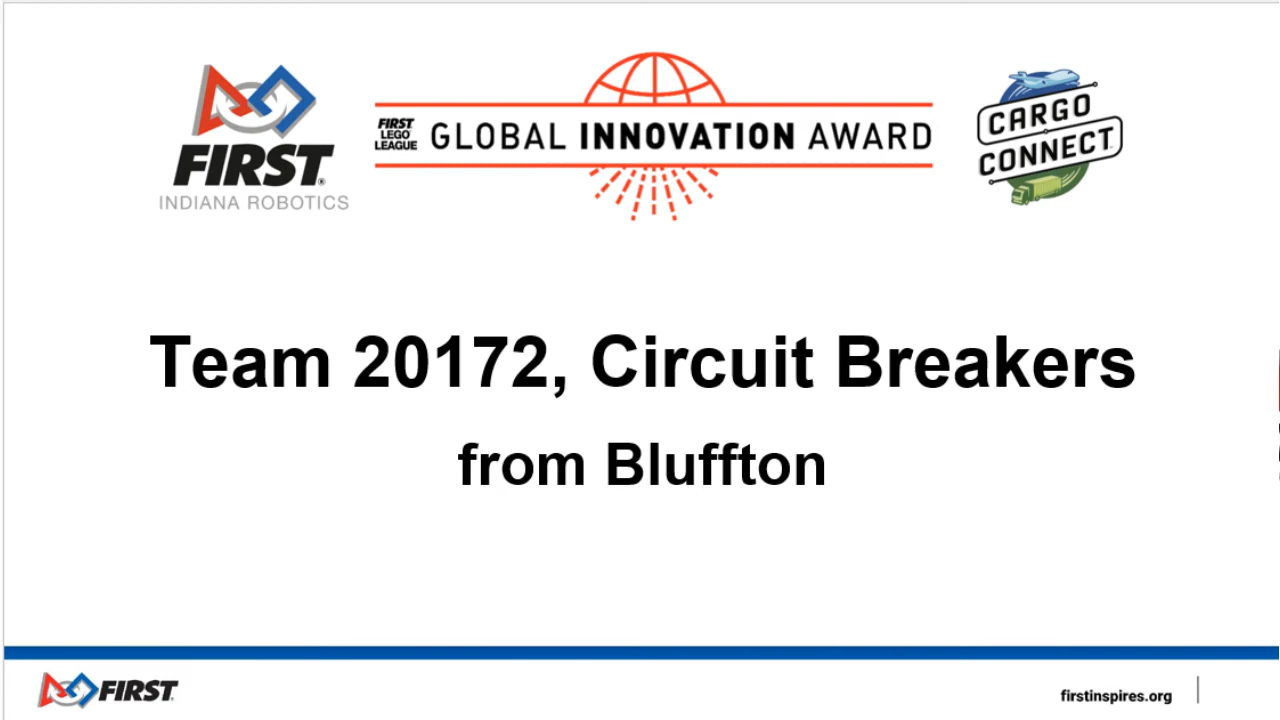 FIRST®
INDIANA ROBOTICS
FIRST
LEGO
LEAGUE
GLOBAL INNOVATION AWARD
CARGO
CONNECT
Team 20172, Circuit Breakers
from Bluffton
FIRST
firstinspires.org